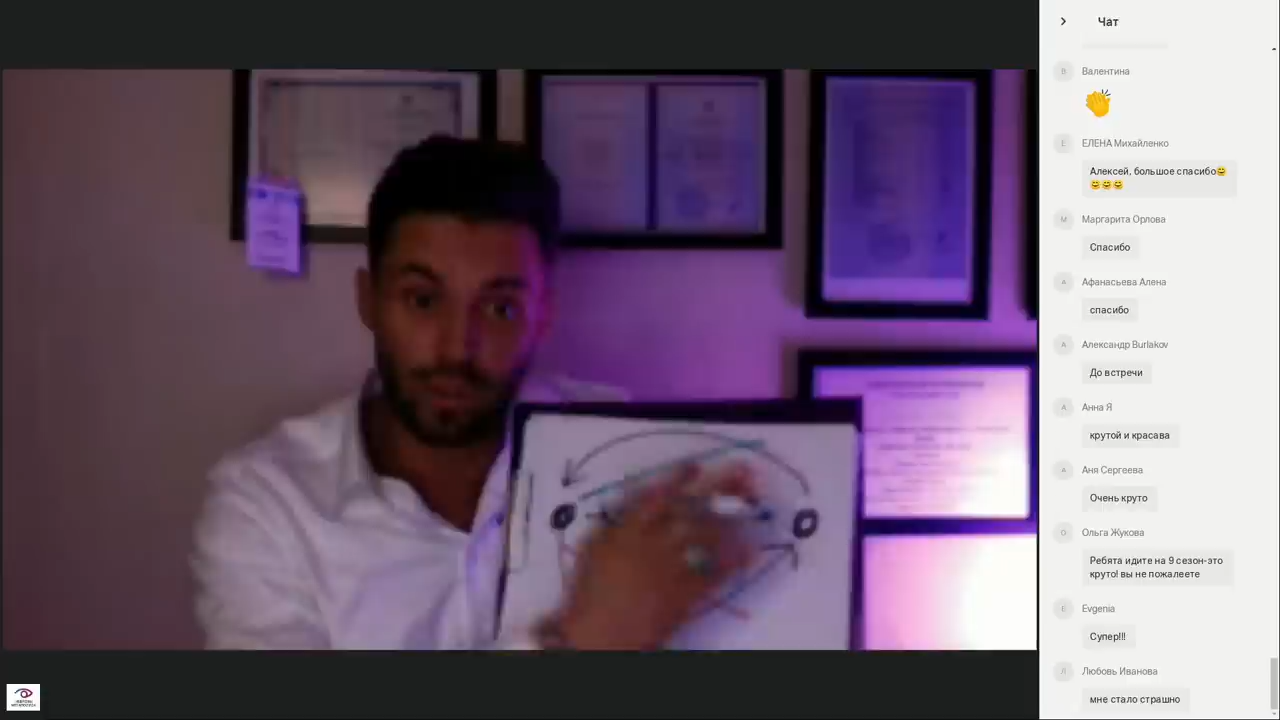 Чат
В
Валентина
Е
ЕЛЕНА Михайленко
Алексей, большое спасибо😄
😄😄😄
М
Маргарита Орлова
Спасибо
А
Афанасьева Алена
спасибо
А
Александр Burlakov
До встречи
А
Анна Я
крутой и красава
А
Аня Сергеева
Очень круто
О
Ольга Жукова
Ребята идите на 9 сезон-это
круто! вы не пожалеете
E
Evgenia
Супер!!!
Л
Любовь Иванова
мне стало страшно